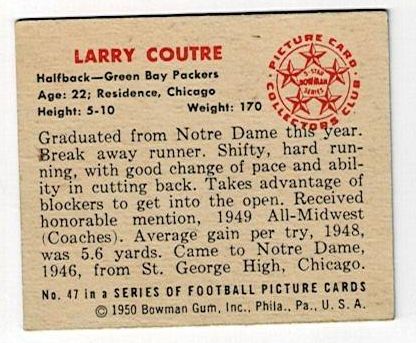 LARRY COUTRE
Halfback—Green Bay Packers
Age: 22; Residence, Chicago
Height: 5-10 Weight: 170
PICTURE CARD
5-STAR
BOWMAN
SERIES
COLLECTORS CLUB
Graduated from Notre Dame this year.
Break away runner. Shifty, hard run-
ning, with good change of pace and abil-
ity in cutting back. Takes advantage of
blockers to get into the open. Received
honorable mention, 1949 All-Midwest
(Coaches). Average gain per try, 1948,
was 5.6 yards. Came to Notre Dame,
1946, from St. George High, Chicago.
No. 47 in a SERIES OF FOOTBALL PICTURE CARDS
© 1950 Bowman Gum, Inc., Phila., Pa., U. S. A.